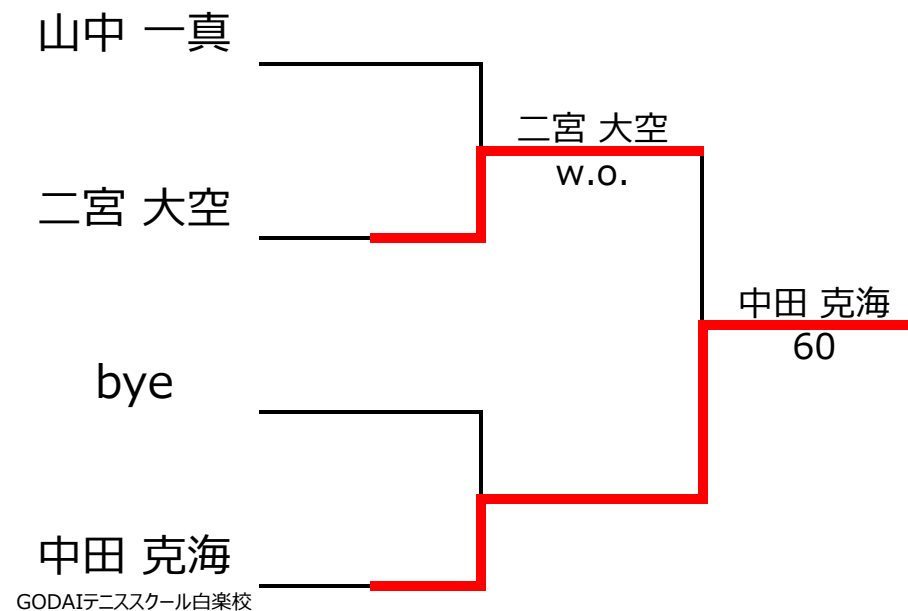 山中 一真
二宮 大空
w.o.
二宮 大空
中田 克海
60
bye
中田 克海
GODAIテニススクール白楽校